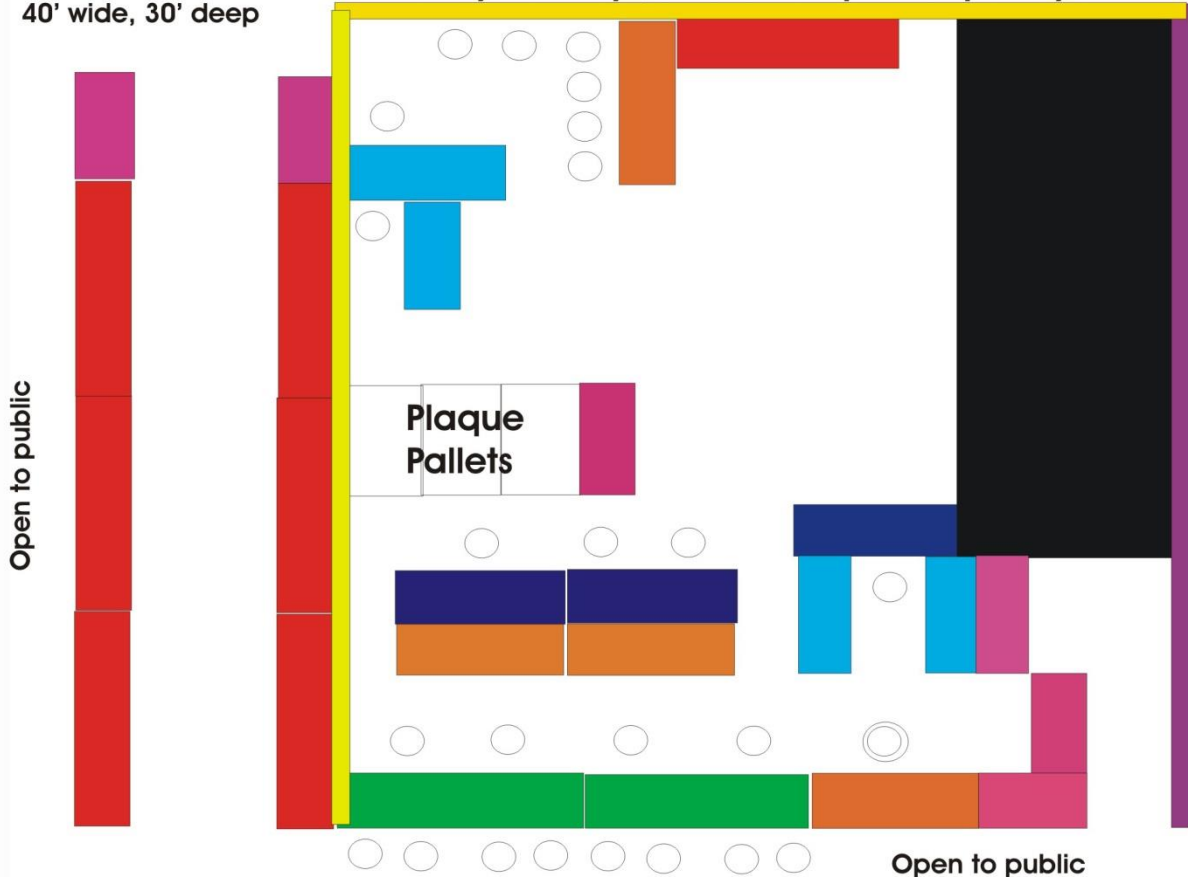 40' wide, 30' deep
Open to public
Plaque
Pallets
Open to public